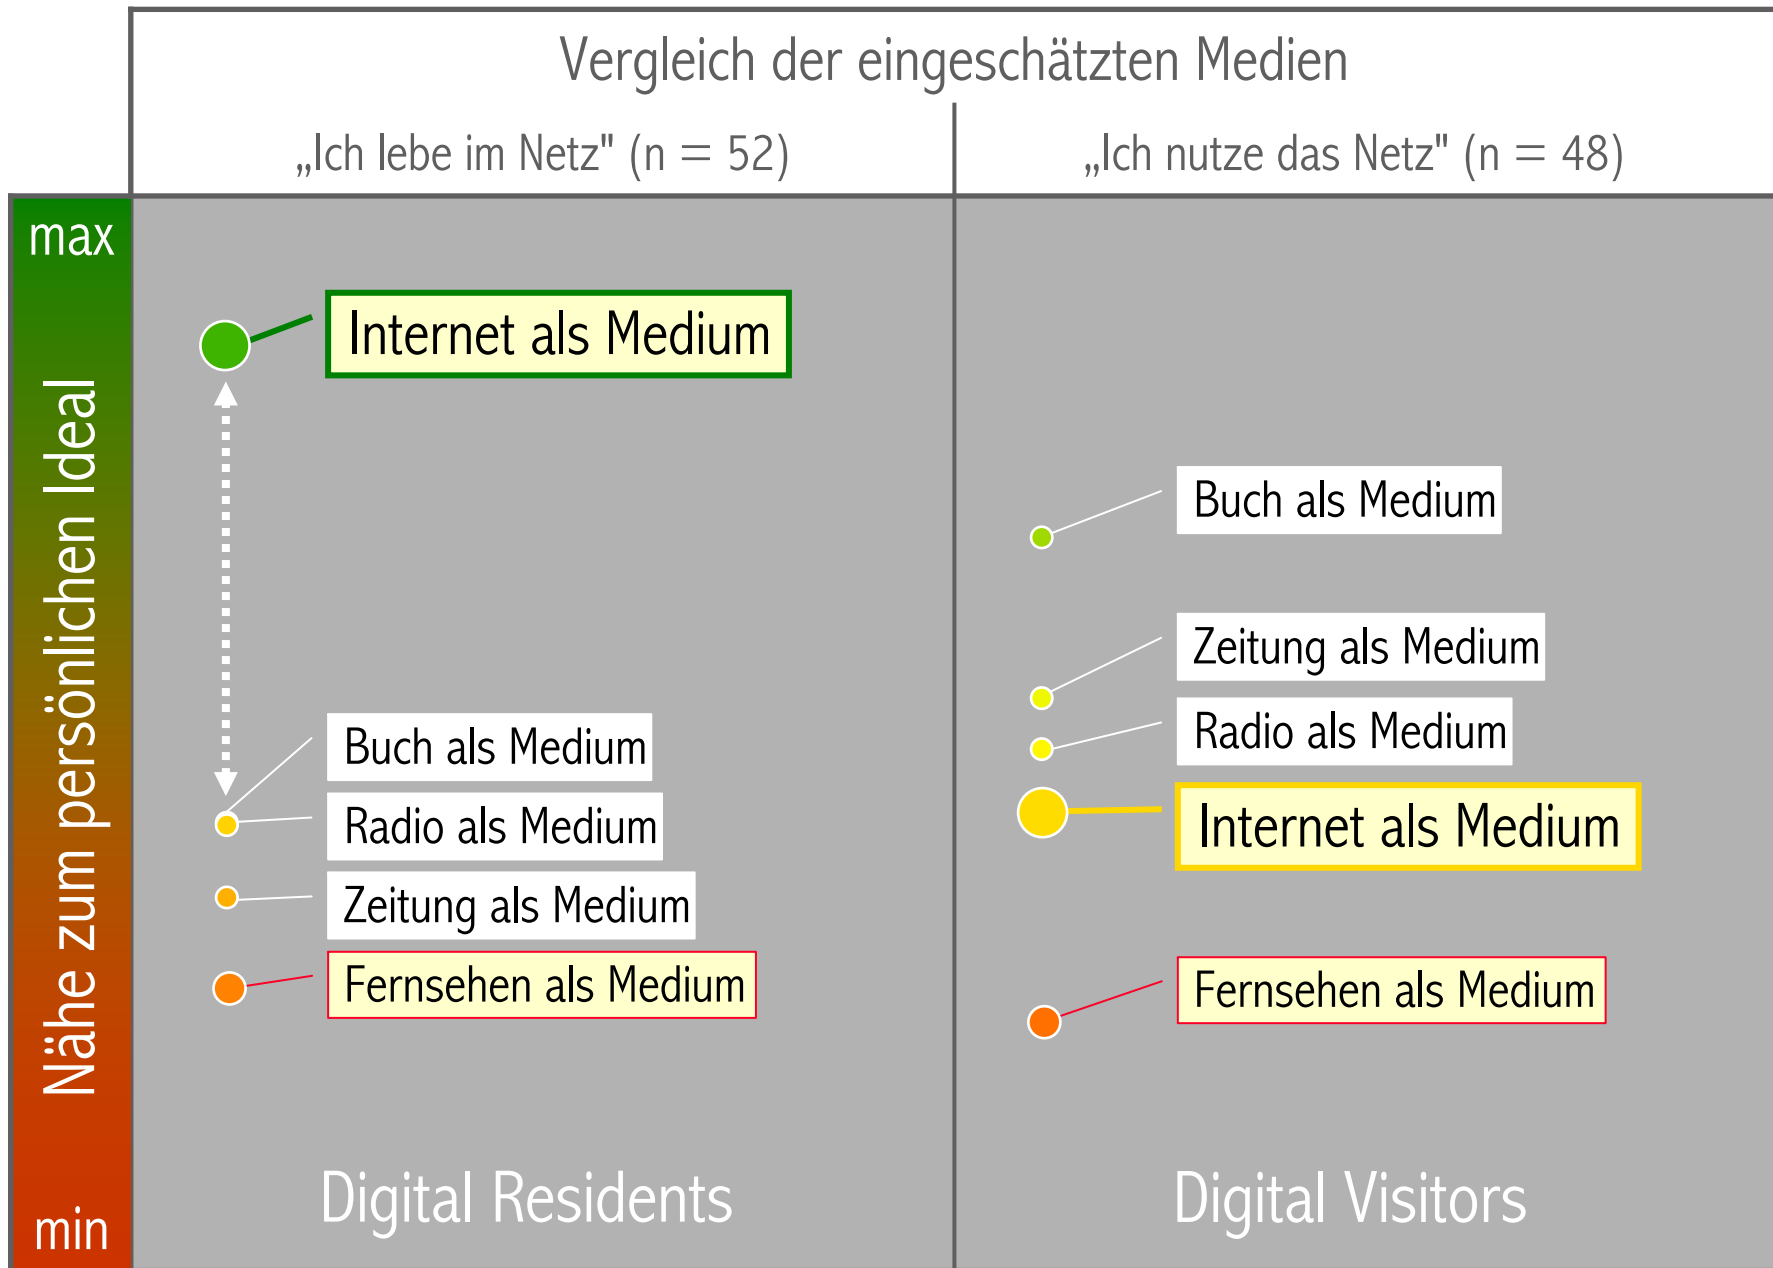 Vergleich der eingeschätzten Medien
„Ich lebe im Netz" (n = 52)
„Ich nutze das Netz" (n = 48)
max
Nähe zum persönlichen Ideal
min
Internet als Medium
Buch als Medium
Radio als Medium
Zeitung als Medium
Fernsehen als Medium
Digital Residents
Buch als Medium
Zeitung als Medium
Radio als Medium
Internet als Medium
Fernsehen als Medium
Digital Visitors